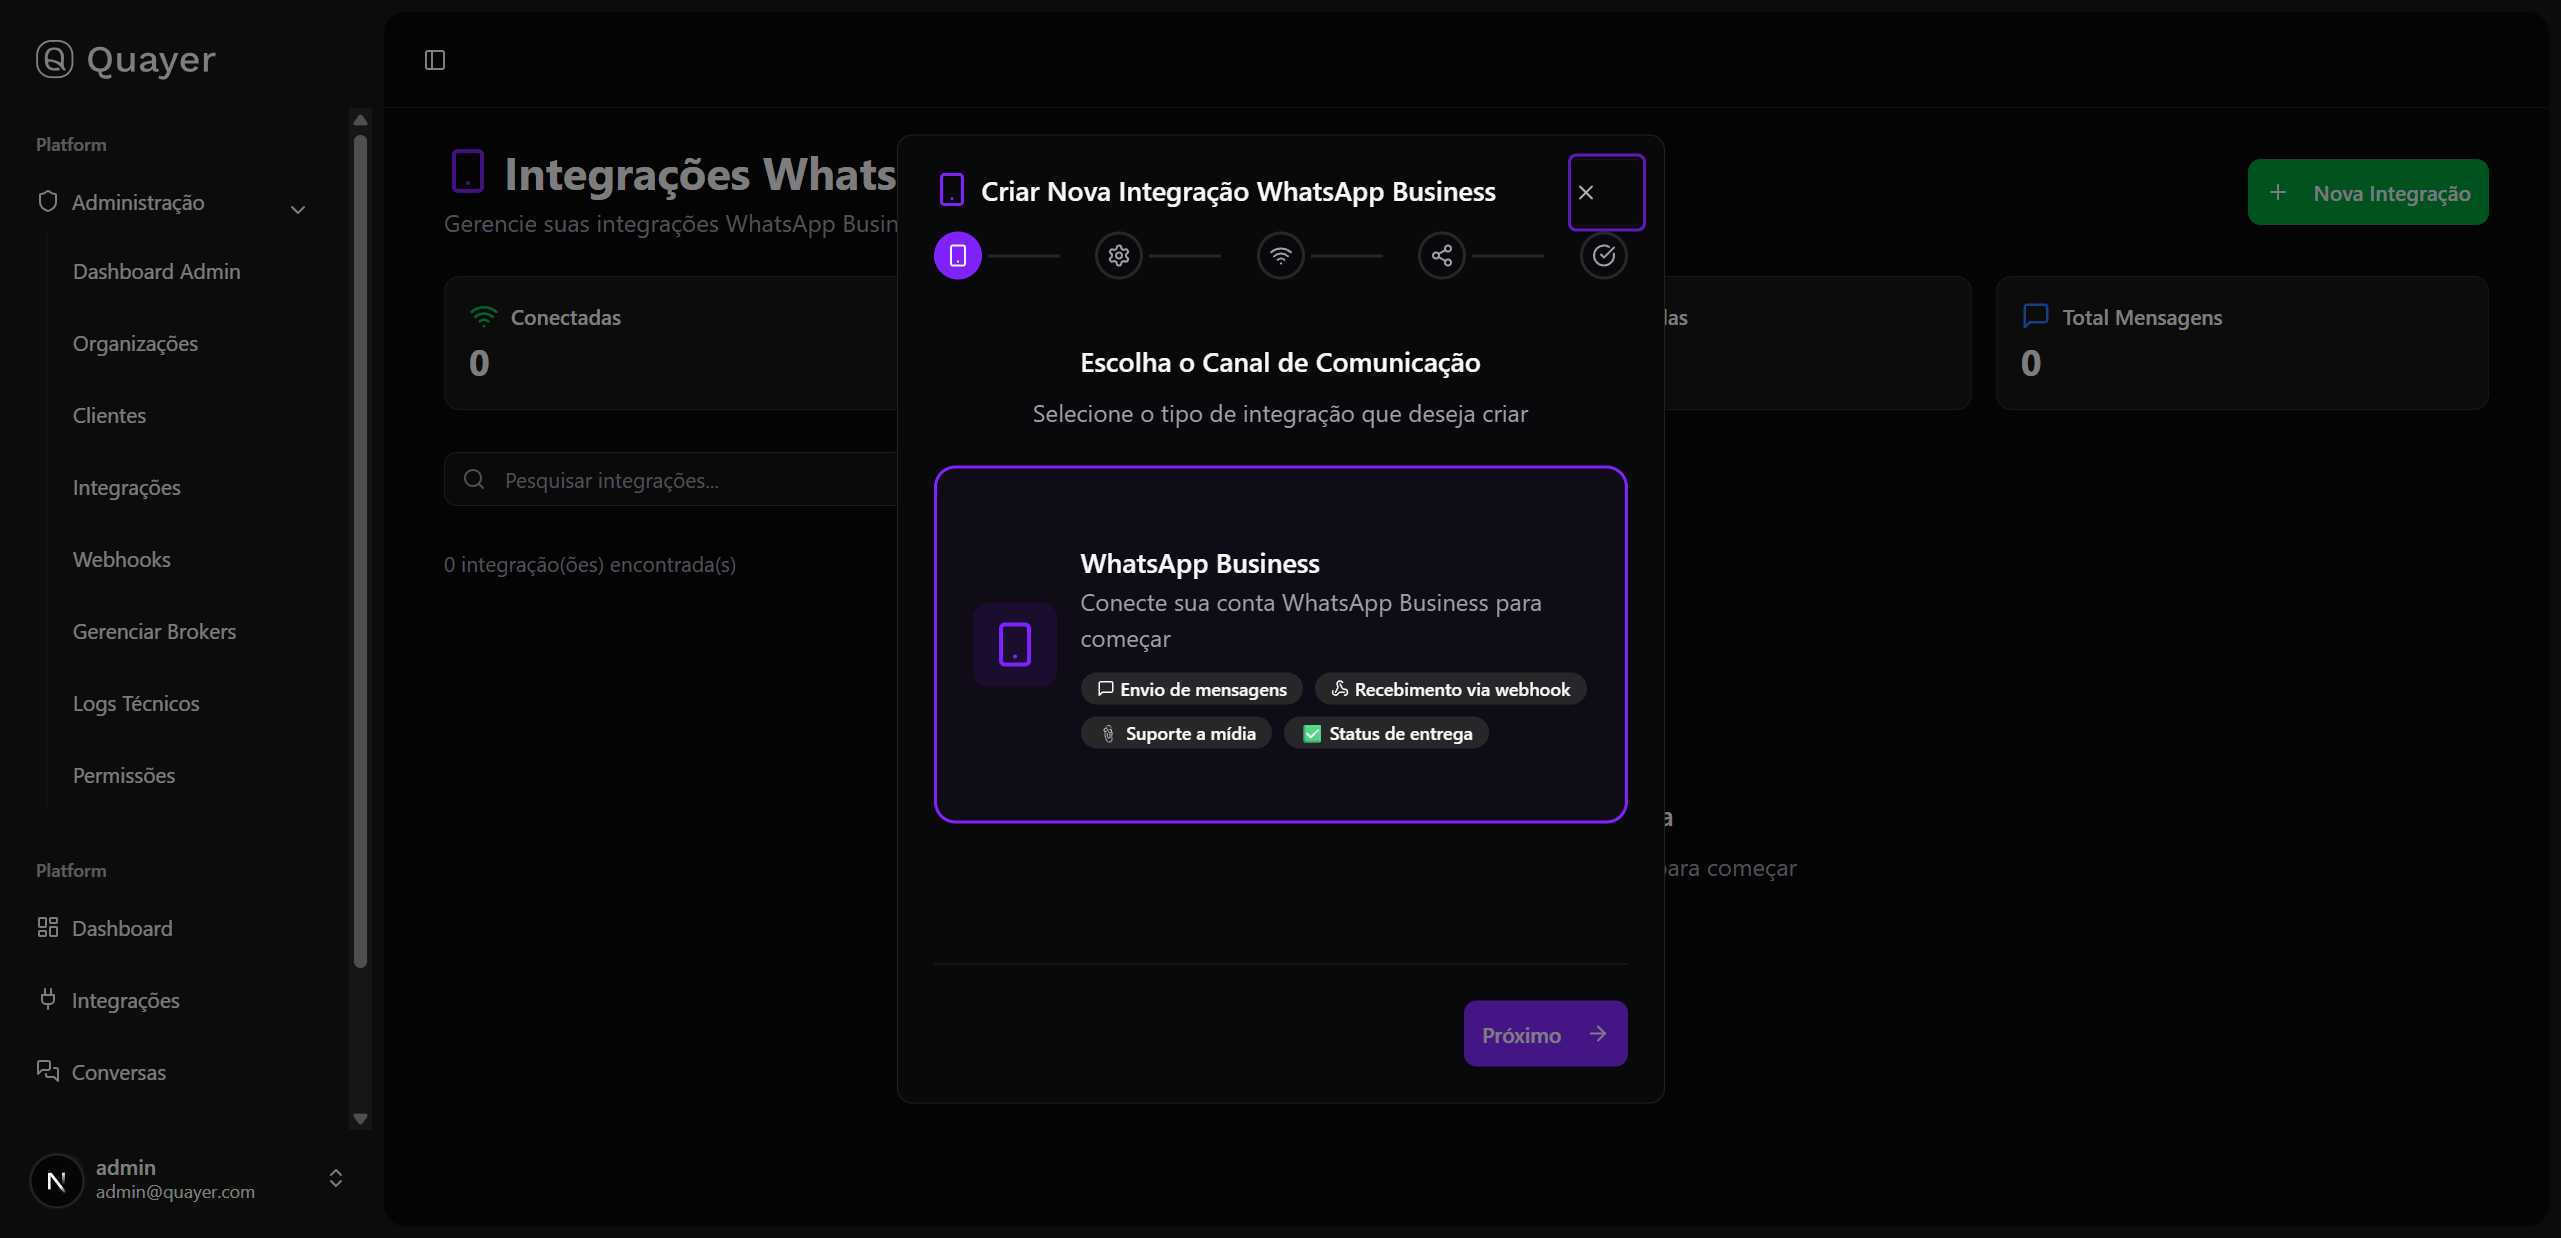 Quayer
Platform
Administração
Dashboard Admin
Organizações
Clientes
Integrações
Webhooks
Gerenciar Brokers
Logs Técnicos
Permissões
Platform
Dashboard
Integrações
Conversas
N
admin
admin@quayer.com
Integrações Whats
Gerencie suas integrações WhatsApp Busin
Nova Integração
Conectadas
0
das
Total Mensagens
0
Pesquisar integrações...
0 integração(ões) encontrada(s)
a
para começar
Criar Nova Integração WhatsApp Business
Escolha o Canal de Comunicação
Selecione o tipo de integração que deseja criar
WhatsApp Business
Conecte sua conta WhatsApp Business para
começar
Envio de mensagens
Recebimento via webhook
Suporte a mídia
Status de entrega
Próximo